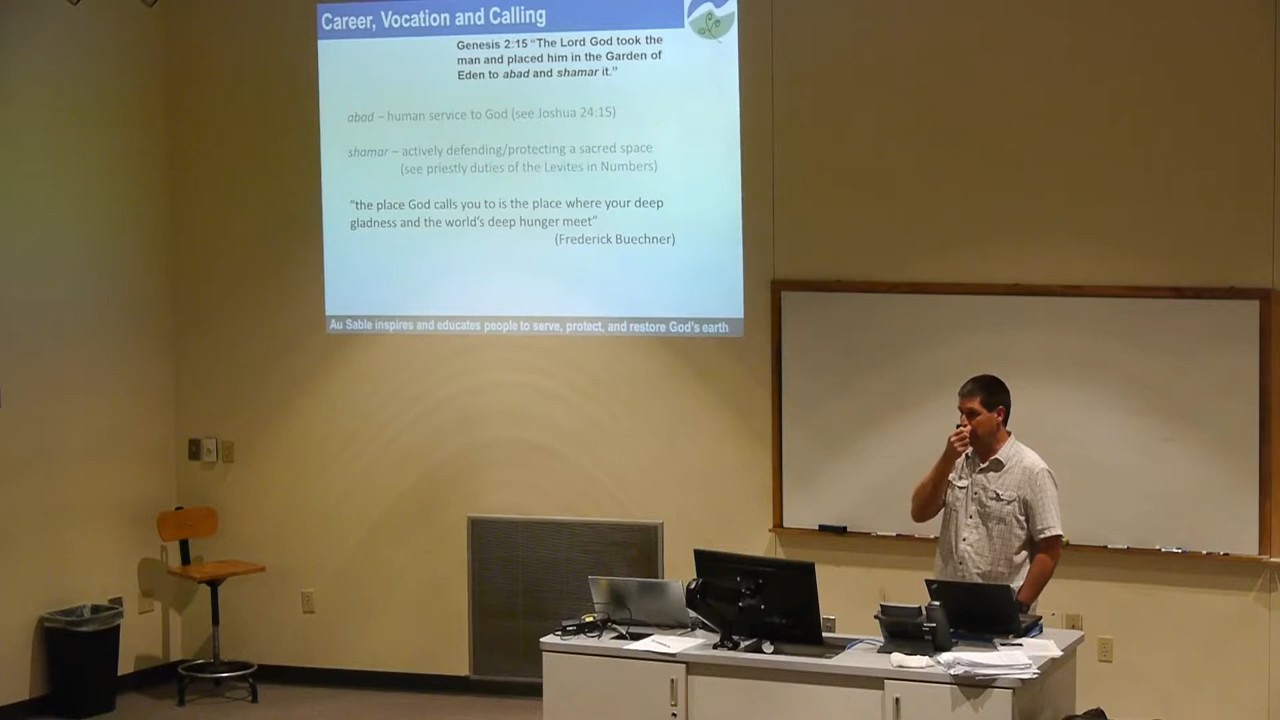 Career, Vocation and Calling
Genesis 2:15 “The Lord God took the
man and placed him in the Garden of
Eden to abad and shamar it.”
abad – human service to God (see Joshua 24:15)
shamar – actively defending/protecting a sacred space
(see priestly duties of the Levites in Numbers)
“the place God calls you to is the place where your deep
gladness and the world’s deep hunger meet”
(Frederick Buechner)
Au Sable inspires and educates people to serve, protect, and restore God’s earth